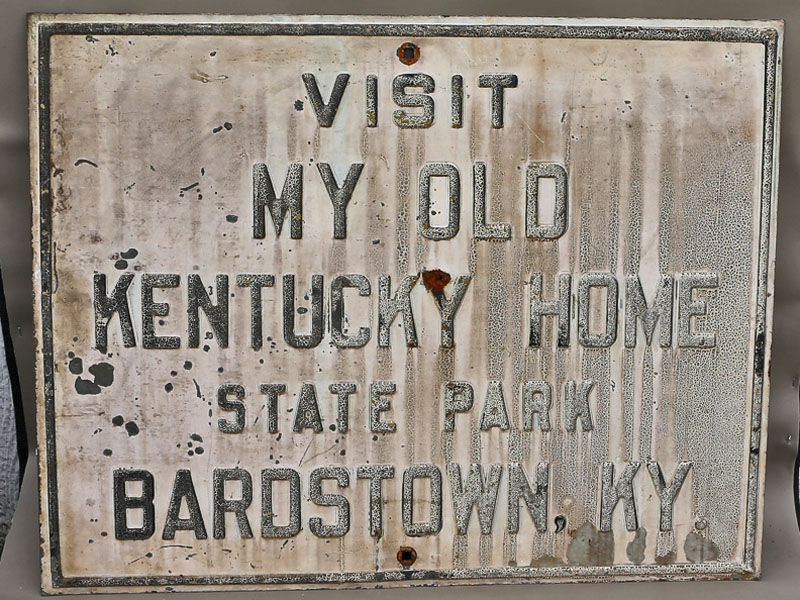 VISIT
MY OLD
KENTUCKY HOME
STATE PARK
BARDSTOWN, KY.